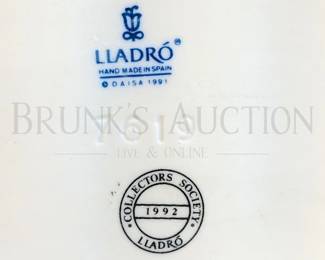 LLADRÓ®
HAND MADE IN SPAIN
© DAISA 1991
BRUNK'S AUCTION
LIVE & ONLINE
COLLECTORS SOCIETY
1992
LLADRÓ